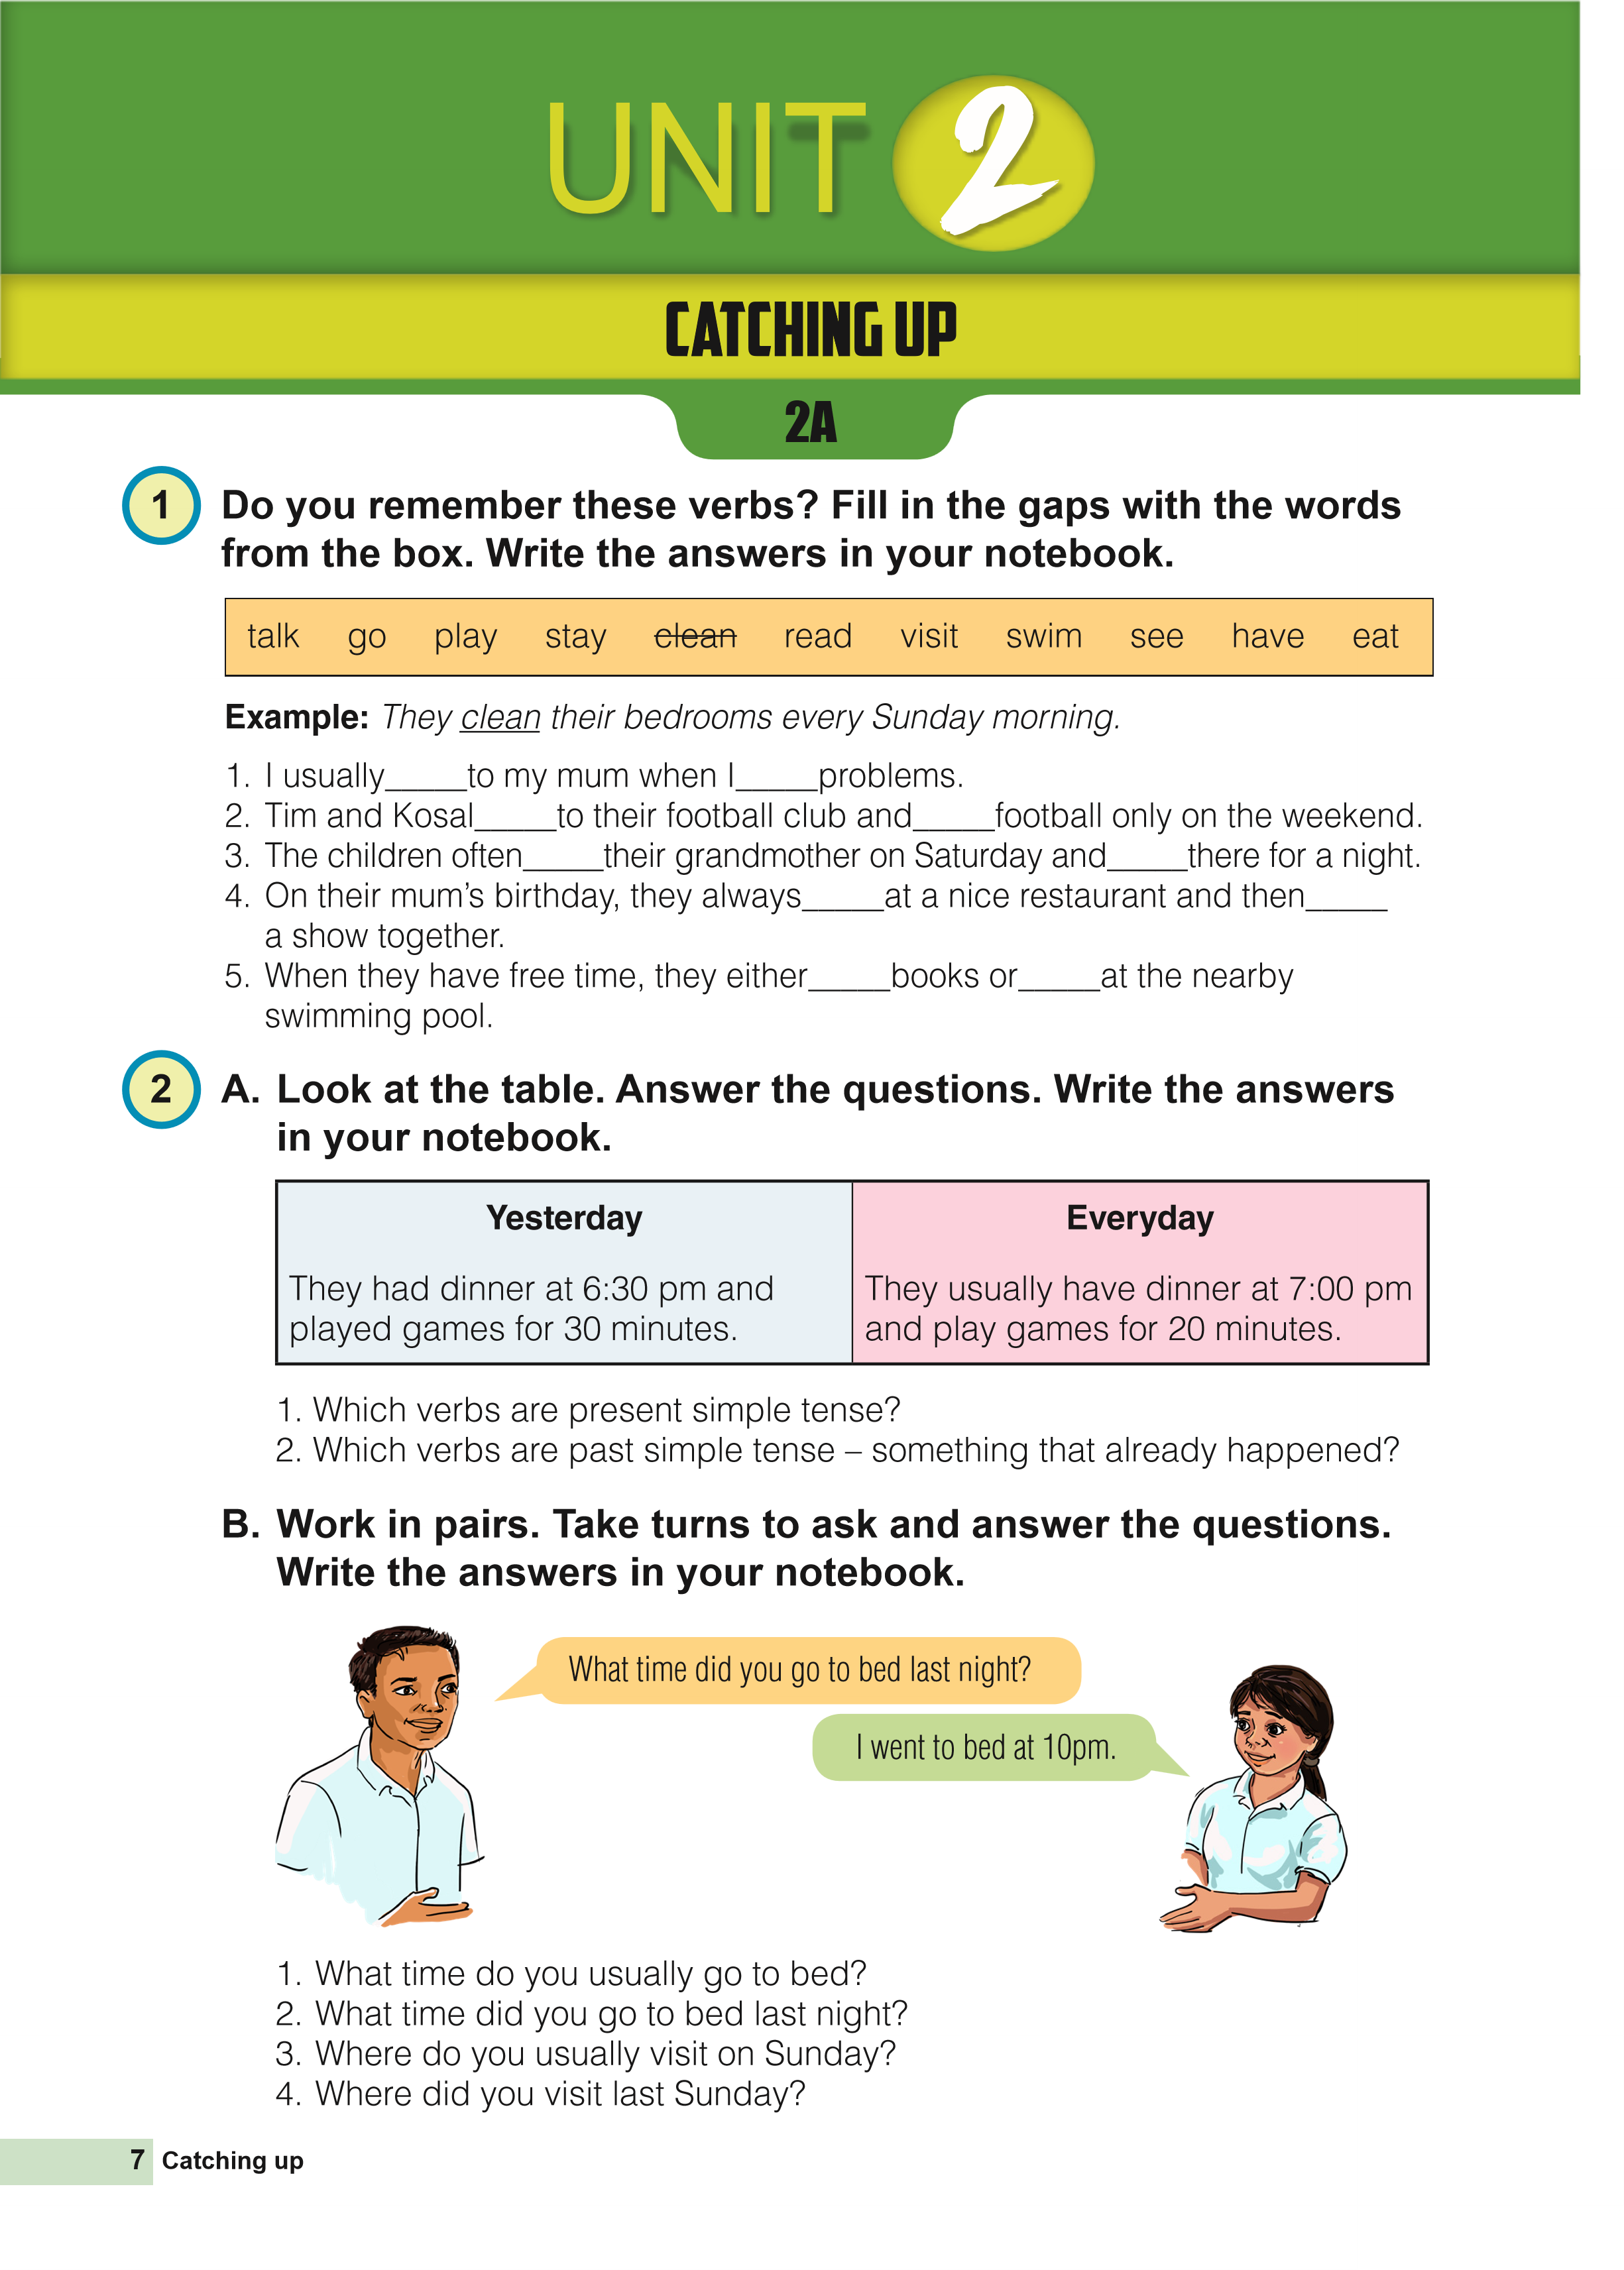 UNIT 2
CATCHING UP
2A
1 Do you remember these verbs? Fill in the gaps with the words
from the box. Write the answers in your notebook.
talk go play stay clean read visit swim see have eat
Example: They clean their bedrooms every Sunday morning.
1. I usually_____to my mum when I_____problems.
2. Tim and Kosal_____to their football club and_____football only on the weekend.
3. The children often_____their grandmother on Saturday and_____there for a night.
4. On their mum's birthday, they always_____at a nice restaurant and then_____
a show together.
5. When they have free time, they either_____books or_____at the nearby
swimming pool.
2 A. Look at the table. Answer the questions. Write the answers
in your notebook.
Yesterday
They had dinner at 6:30 pm and
played games for 30 minutes.
Everyday
They usually have dinner at 7:00 pm
and play games for 20 minutes.
1. Which verbs are present simple tense?
2. Which verbs are past simple tense – something that already happened?
B. Work in pairs. Take turns to ask and answer the questions.
Write the answers in your notebook.
What time did you go to bed last night?
I went to bed at 10pm.
1. What time do you usually go to bed?
2. What time did you go to bed last night?
3. Where do you usually visit on Sunday?
4. Where did you visit last Sunday?
7 Catching up